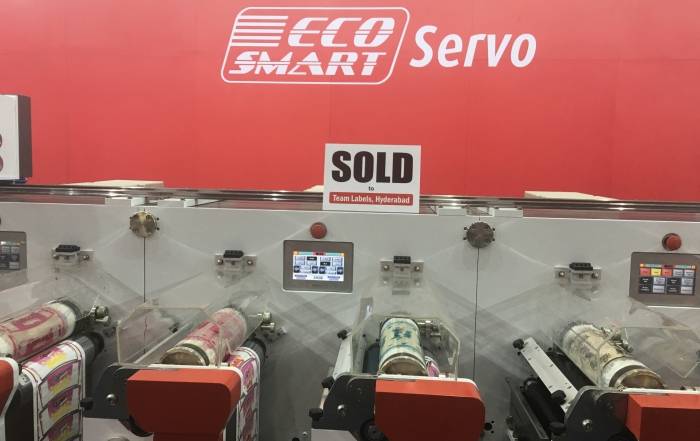 ECO
SMART
Servo
SOLD
to
Team Labels, Hyderabad